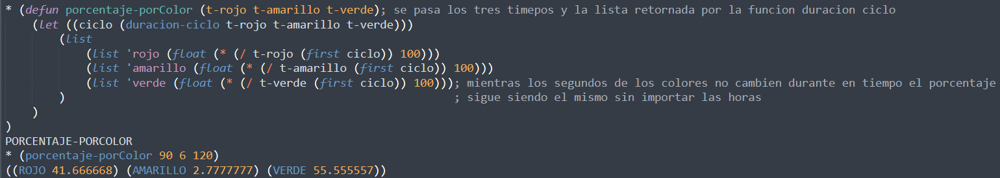 * (defun porcentaje-porColor (t-rojo t-amarillo t-verde); se pasa los tres timepos y la lista retornada por la funcion duracion ciclo
    (let ((ciclo (duracion-ciclo t-rojo t-amarillo t-verde)))
        (list
            (list 'rojo (float (* (/ t-rojo (first ciclo)) 100)))
            (list 'amarillo (float (* (/ t-amarillo (first ciclo)) 100)))
            (list 'verde (float (* (/ t-verde (first ciclo)) 100))); mientras los segundos de los colores no cambien durante en tiempo el porcentaje
        )                                                          ; sigue siendo el mismo sin importar las horas
    )
)
PORCENTAJE-PORCOLOR
* (porcentaje-porColor 90 6 120)
((ROJO 41.666668) (AMARILLO 2.7777777) (VERDE 55.555557))